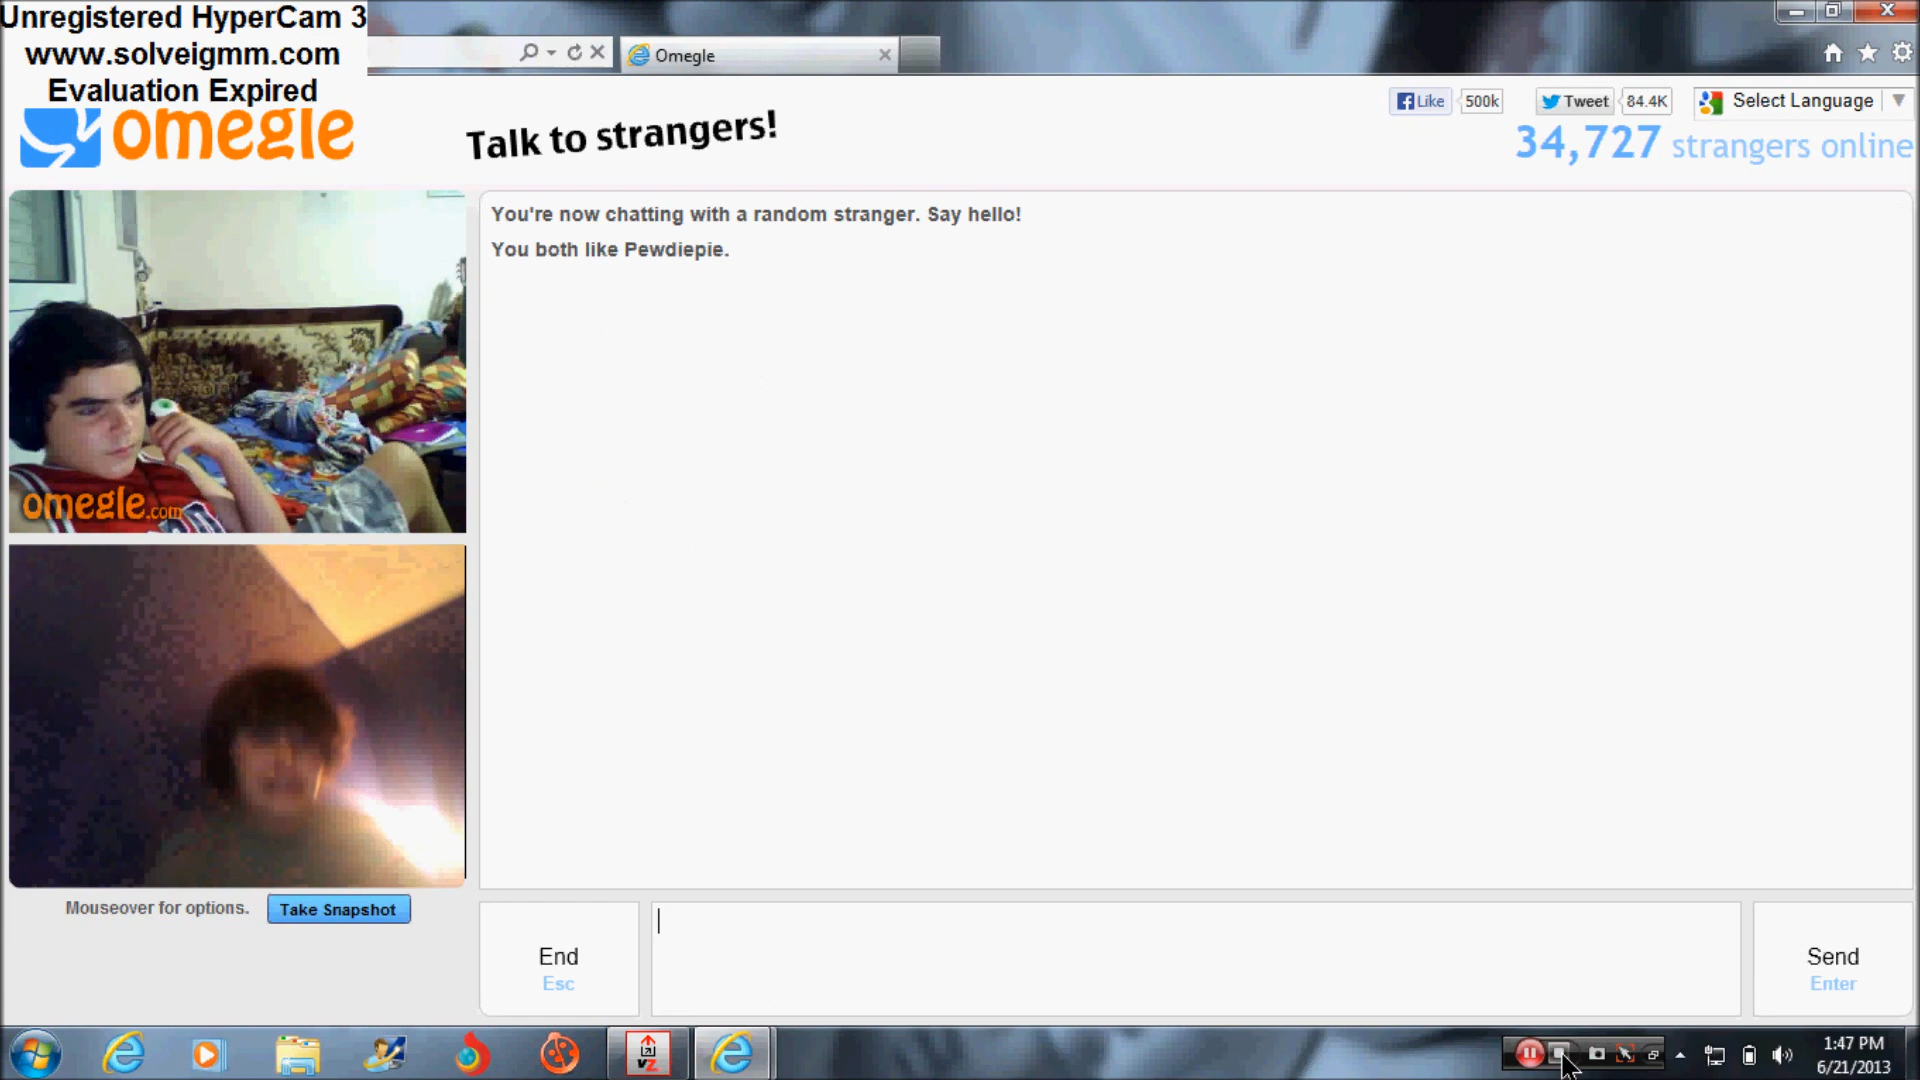 Unregistered HyperCam 3
www.solveigmm.com
Evaluation Expired
Omegle
omegle
Talk to strangers!
Like 500k Tweet 84.4K Select Language
34,727 strangers online
You're now chatting with a random stranger. Say hello!
You both like Pewdiepie.
omegle.com
Mouseover for options. Take Snapshot
End
Esc
Send
Enter
vz
1:47 PM
6/21/2013